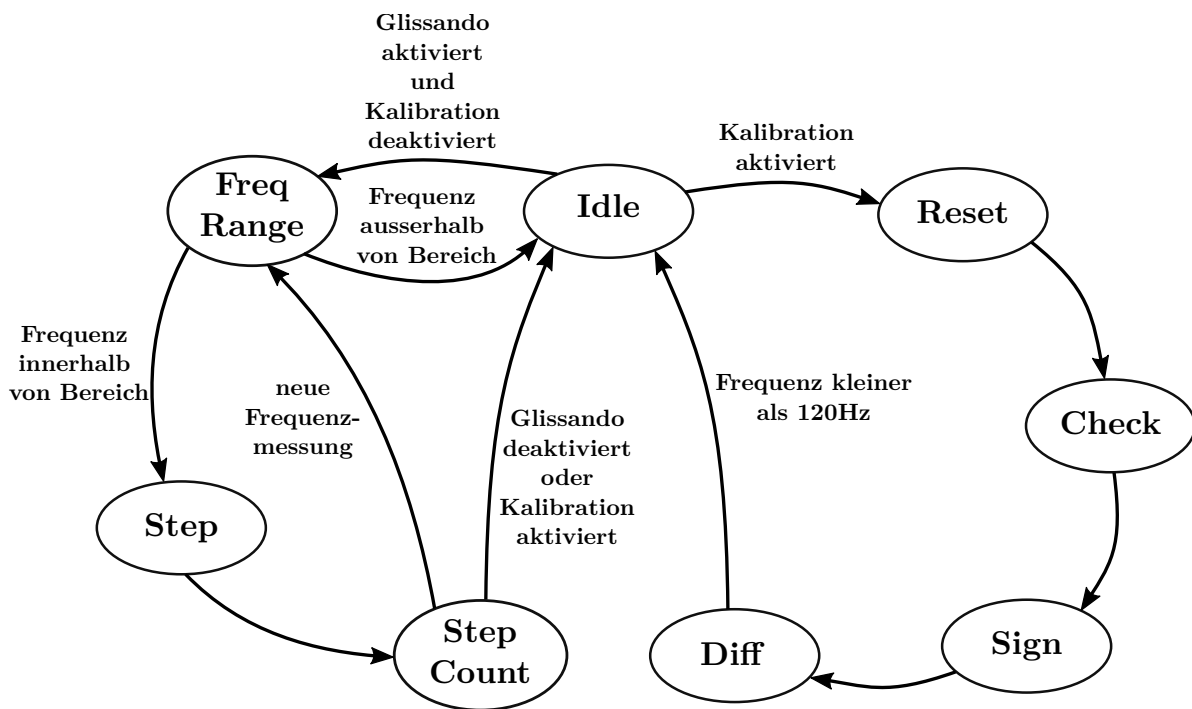 Glissando
aktiviert
und
Kalibration
deaktiviert
Kalibration
aktiviert
Freq
Range
Frequenz
ausserhalb
von Bereich
Idle
Reset
Frequenz
innerhalb
von Bereich
neue
Frequenz-
messung
Glissando
deaktiviert
oder
Kalibration
aktiviert
Frequenz kleiner
als 120Hz
Check
Step
Step
Count
Diff
Sign